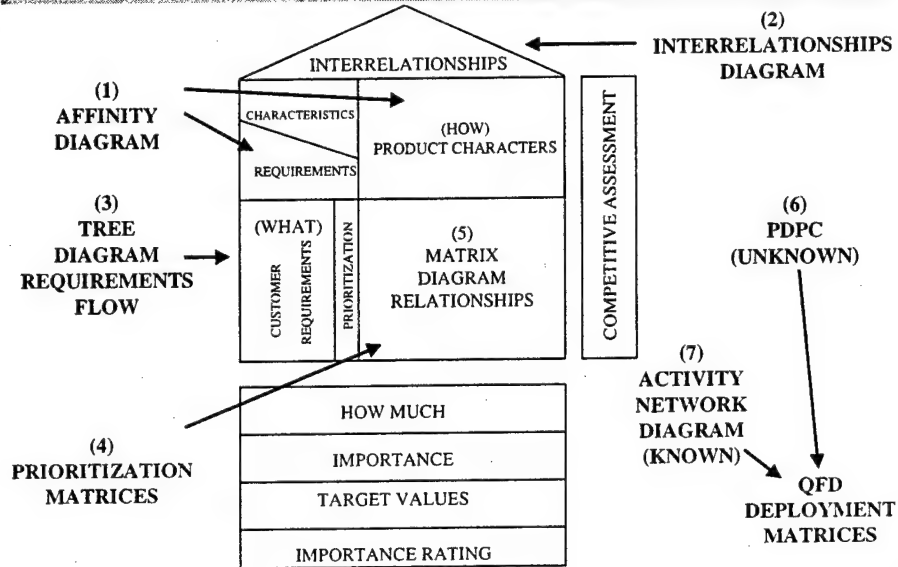 (2)
INTERRELATIONSHIPS
DIAGRAM
INTERRELATIONSHIPS
(1)
AFFINITY
DIAGRAM
CHARACTERISTICS
REQUIREMENTS
(HOW)
PRODUCT CHARACTERS
COMPETITIVE ASSESSMENT
(3)
TREE
DIAGRAM
REQUIREMENTS
FLOW
(WHAT)
CUSTOMER
REQUIREMENTS
PRIORITIZATION
(5)
MATRIX
DIAGRAM
RELATIONSHIPS
(6)
PDPC
(UNKNOWN)
(7)
ACTIVITY
NETWORK
DIAGRAM
(KNOWN)
(4)
PRIORITIZATION
MATRICES
HOW MUCH
IMPORTANCE
TARGET VALUES
IMPORTANCE RATING
QFD
DEPLOYMENT
MATRICES